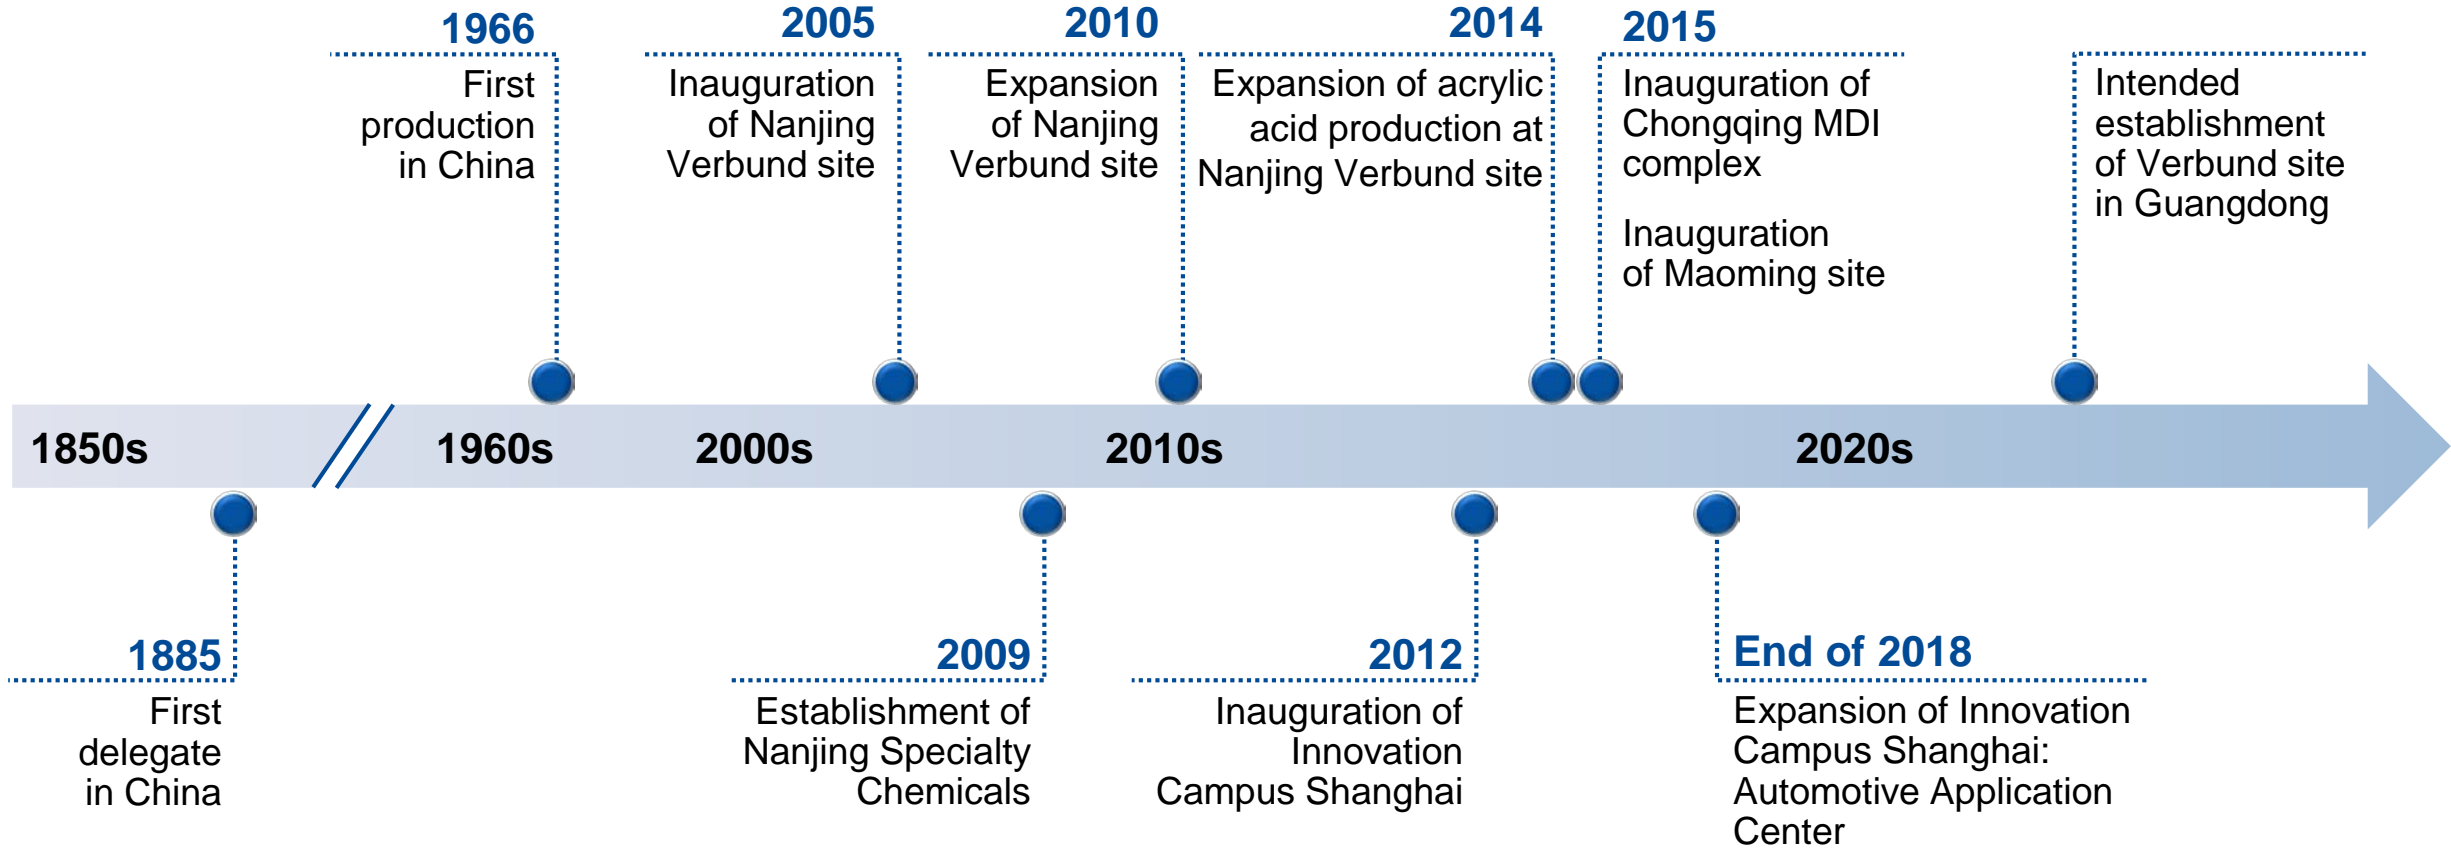 1966
First
production
in China
2005
Inauguration
of Nanjing
Verbund site
2010
Expansion
of Nanjing
Verbund site
2014
Expansion of acrylic
acid production at
Nanjing Verbund site
2015
Inauguration of
Chongqing MDI
complex
Inauguration
of Maoming site
Intended
establishment
of Verbund site
in Guangdong
1850s
1960s
2000s
2010s
2020s
1885
First
delegate
in China
2009
Establishment of
Nanjing Specialty
Chemicals
2012
Inauguration of
Innovation
Campus Shanghai
End of 2018
Expansion of Innovation
Campus Shanghai:
Automotive Application
Center